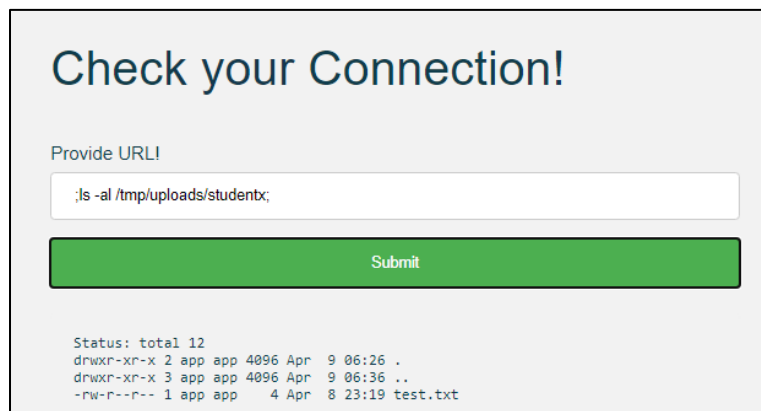 Check your Connection!
Provide URL!
;ls -al /tmp/uploads/studentx;
Submit
Status: total 12
drwxr-xr-x 2 app app 4096 Apr  9 06:26 .
drwxr-xr-x 3 app app 4096 Apr  9 06:36 ..
-rw-r--r-- 1 app app    4 Apr  8 23:19 test.txt